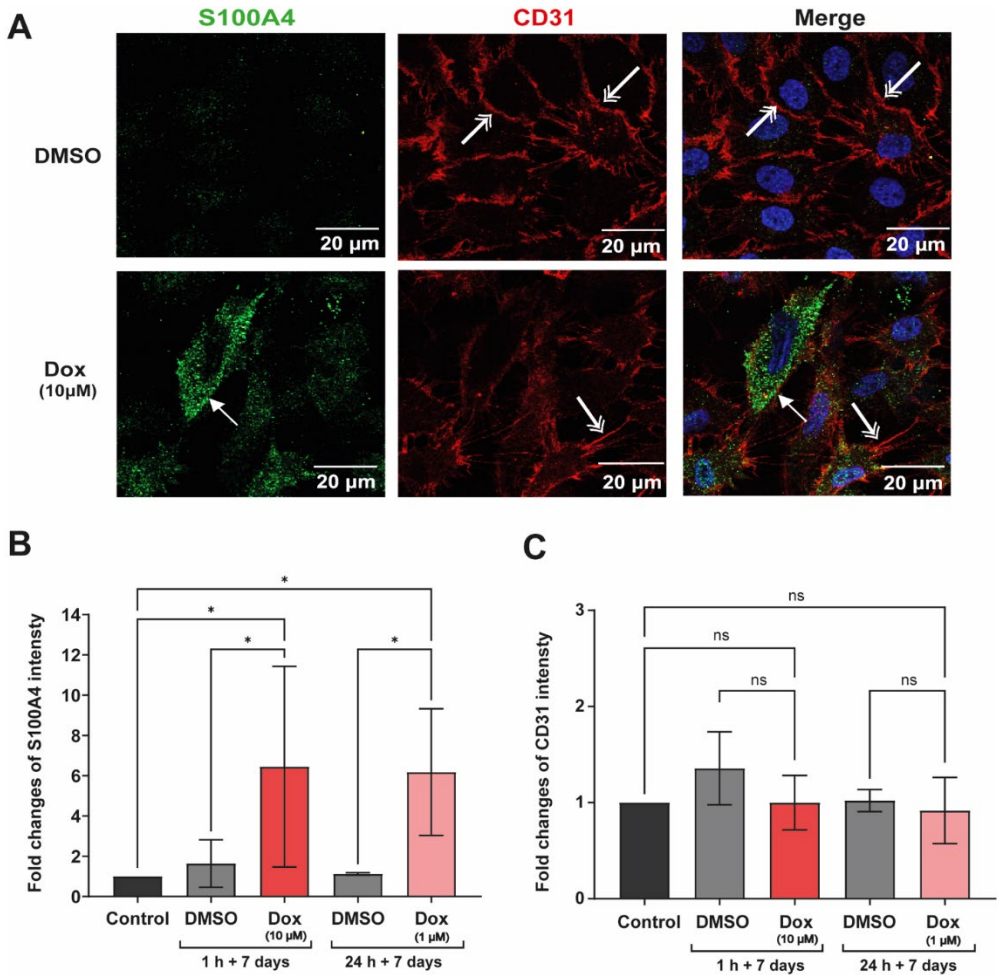 A
S100A4
CD31
Merge
DMSO
20 µm
20 µm
20 µm
Dox
(10µM)
20 µm
20 µm
20 µm
B
Fold changes of S100A4 intensty
14
12
10
8
6
4
2
0
*
*
*
*
Control
DMSO
Dox
(10 µM)
DMSO
Dox
(1 µM)
1 h + 7 days
24 h + 7 days
C
Fold changes of CD31 intensty
3
2
1
0
ns
ns
ns
ns
Control
DMSO
Dox
(10 µM)
DMSO
Dox
(1 µM)
1 h + 7 days
24 h + 7 days